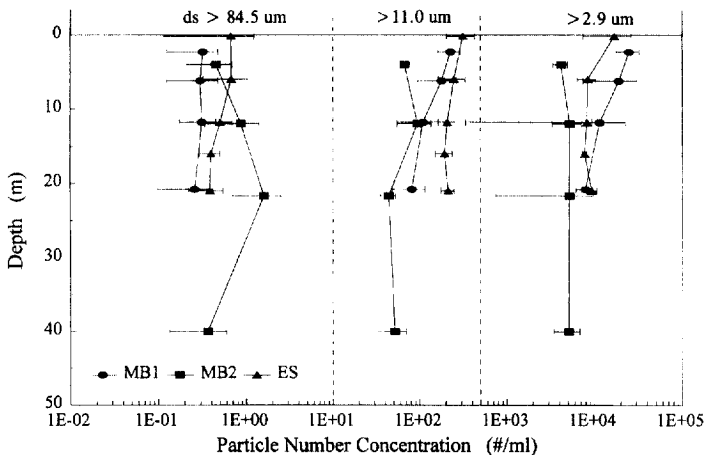 ds > 84.5 um
>11.0 um
>2.9 um
0
10
20
30
40
50
Depth (m)
MB1
MB2
ES
1E-02
1E-01
1E+00
1E+01
1E+02
1E+03
1E+04
1E+05
Particle Number Concentration (#/ml)